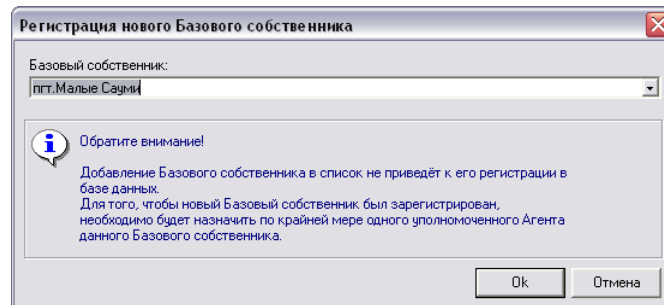 Регистрация нового Базового собственника
Базовый собственник:
пгт.Малые Сауми
Обратите внимание!
Добавление Базового собственника в список не приведёт к его регистрации в
базе данных.
Для того, чтобы новый Базовый собственник был зарегистрирован,
необходимо будет назначить по крайней мере одного уполномоченного Агента
данного Базового собственника.
Ok
Отмена